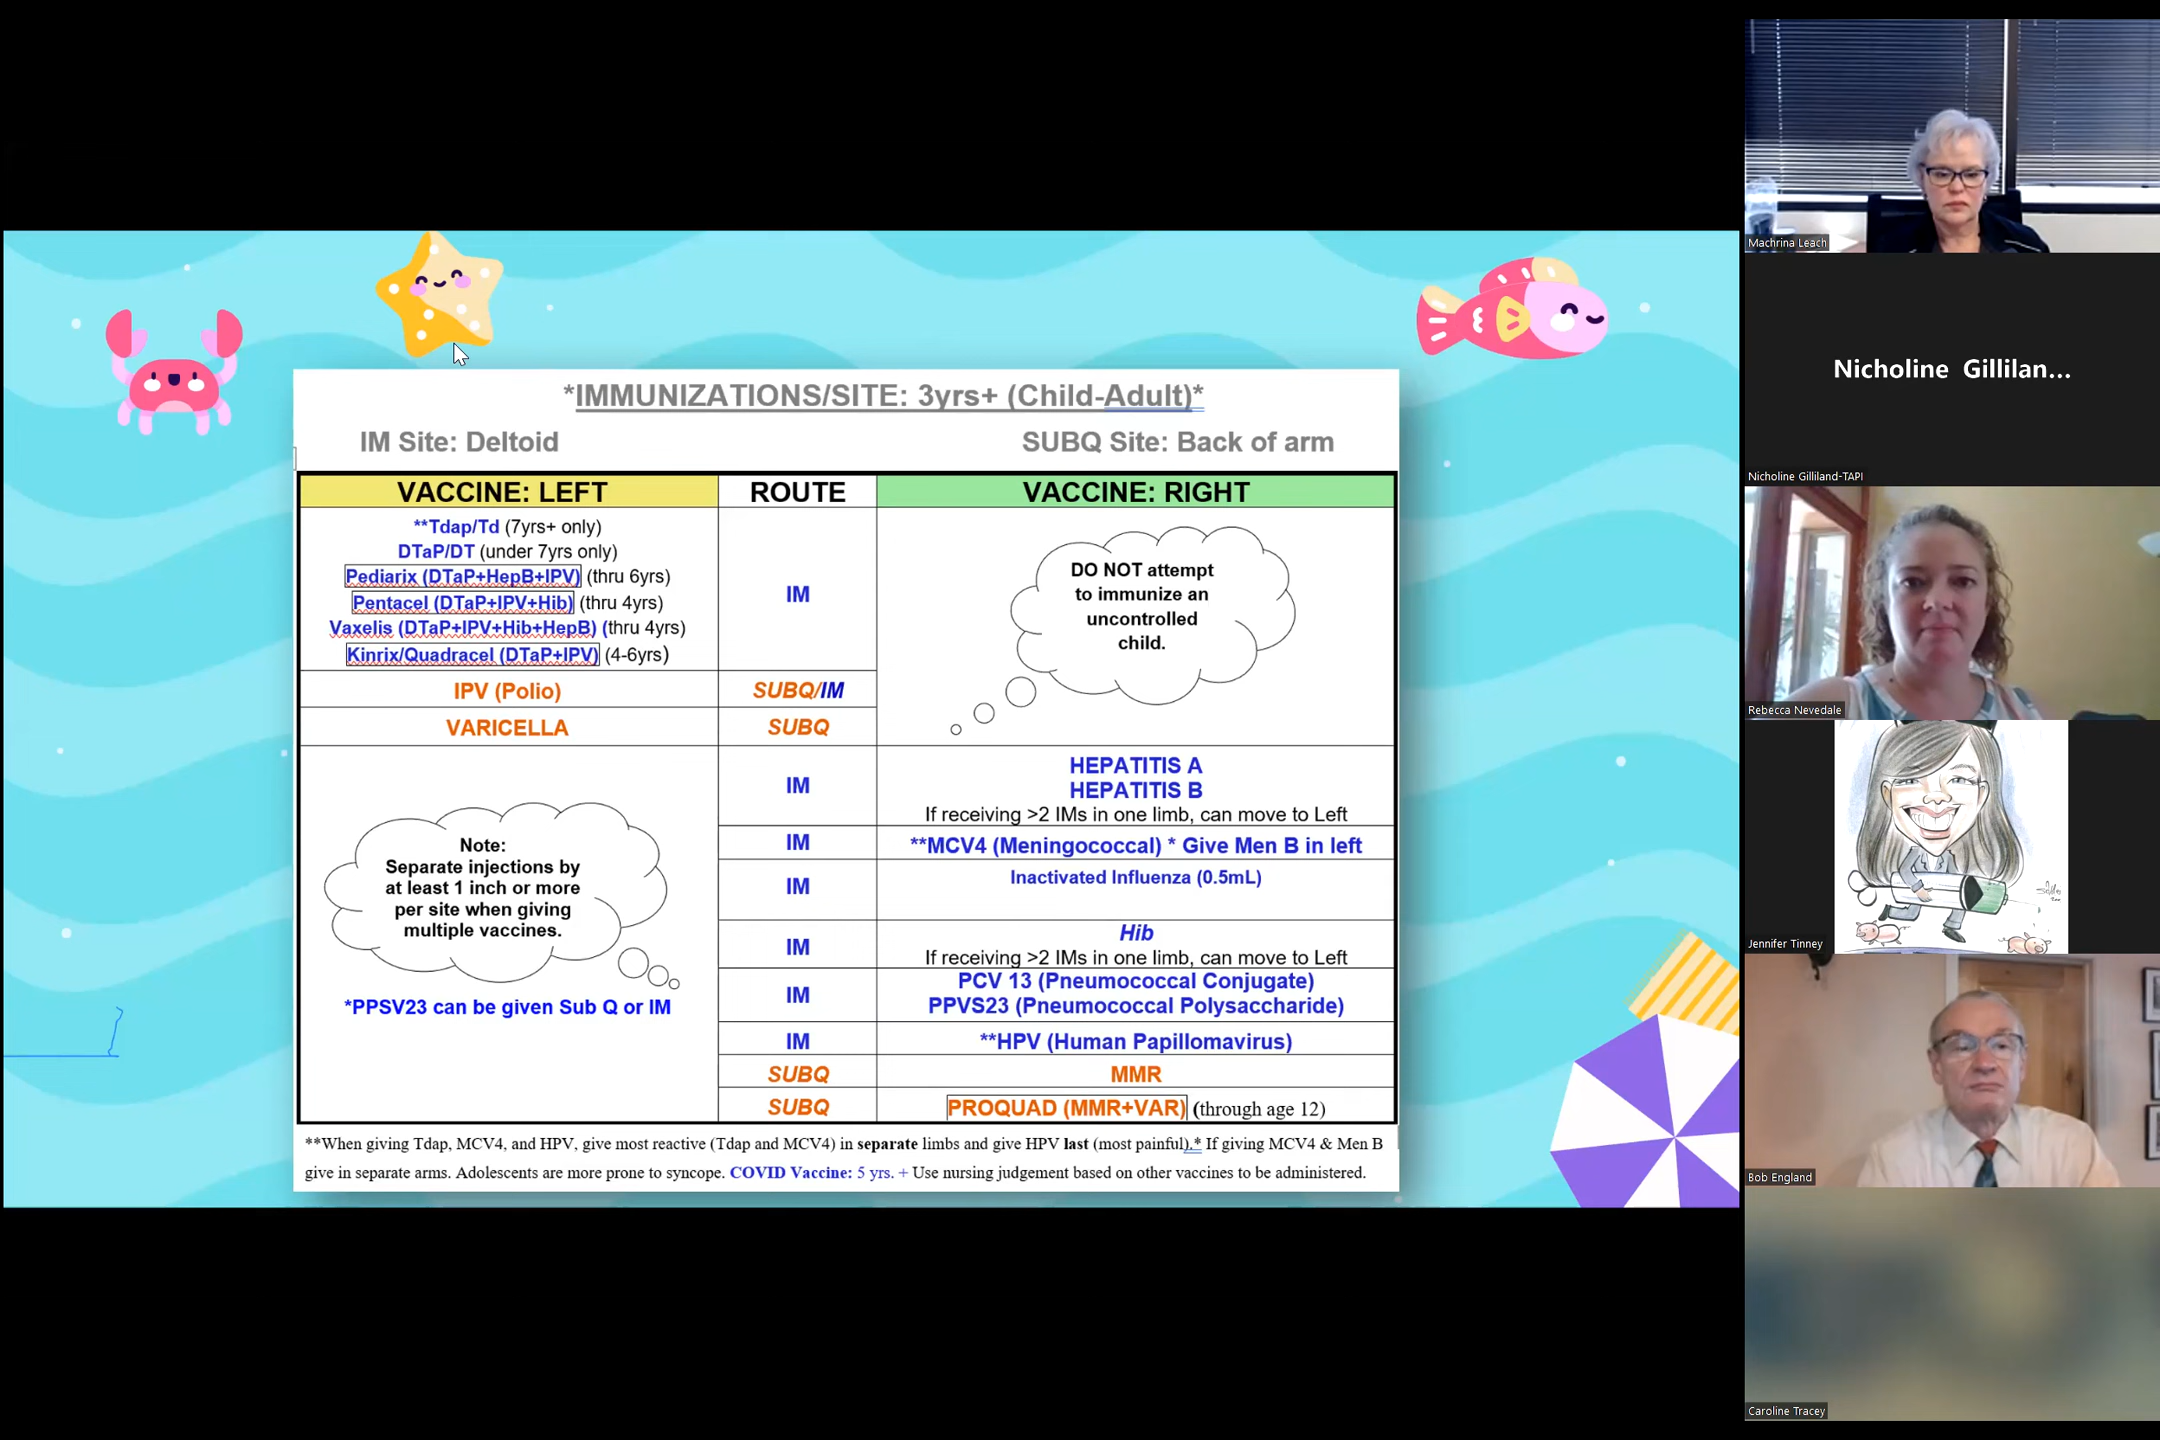 *IMMUNIZATIONS/SITE: 3yrs+ (Child-Adult)*
IM Site: Deltoid
SUBQ Site: Back of arm
VACCINE: LEFT
ROUTE
VACCINE: RIGHT
**Tdap/Td (7yrs+ only)
DTaP/DT (under 7yrs only)
Pediarix (DTaP+HepB+IPV) (thru 6yrs)
Pentacel (DTaP+IPV+Hib) (thru 4yrs)
Vaxelis (DTaP+IPV+Hib+HepB) (thru 4yrs)
Kinrix/Quadracel (DTaP+IPV) (4-6yrs)
IM
DO NOT attempt
to immunize an
uncontrolled
child.
IPV (Polio)
SUBQ/IM
VARICELLA
SUBQ
Note:
Separate injections by
at least 1 inch or more
per site when giving
multiple vaccines.
*PPSV23 can be given Sub Q or IM
IM
HEPATITIS A
HEPATITIS B
If receiving >2 IMs in one limb, can move to Left
IM
**MCV4 (Meningococcal) * Give Men B in left
IM
Inactivated Influenza (0.5mL)
IM
Hib
If receiving >2 IMs in one limb, can move to Left
IM
PCV 13 (Pneumococcal Conjugate)
PPVS23 (Pneumococcal Polysaccharide)
IM
**HPV (Human Papillomavirus)
SUBQ
MMR
SUBQ
PROQUAD (MMR+VAR) (through age 12)
**When giving Tdap, MCV4, and HPV, give most reactive (Tdap and MCV4) in separate limbs and give HPV last (most painful).* If giving MCV4 & Men B
give in separate arms. Adolescents are more prone to syncope. COVID Vaccine: 5 yrs. + Use nursing judgement based on other vaccines to be administered.
Machrina Leach
Nicholine Gillilan...
Nicholine Gilliland-TAPI
Rebecca Nevedale
Jennifer Tinney
Bob England
Caroline Tracey